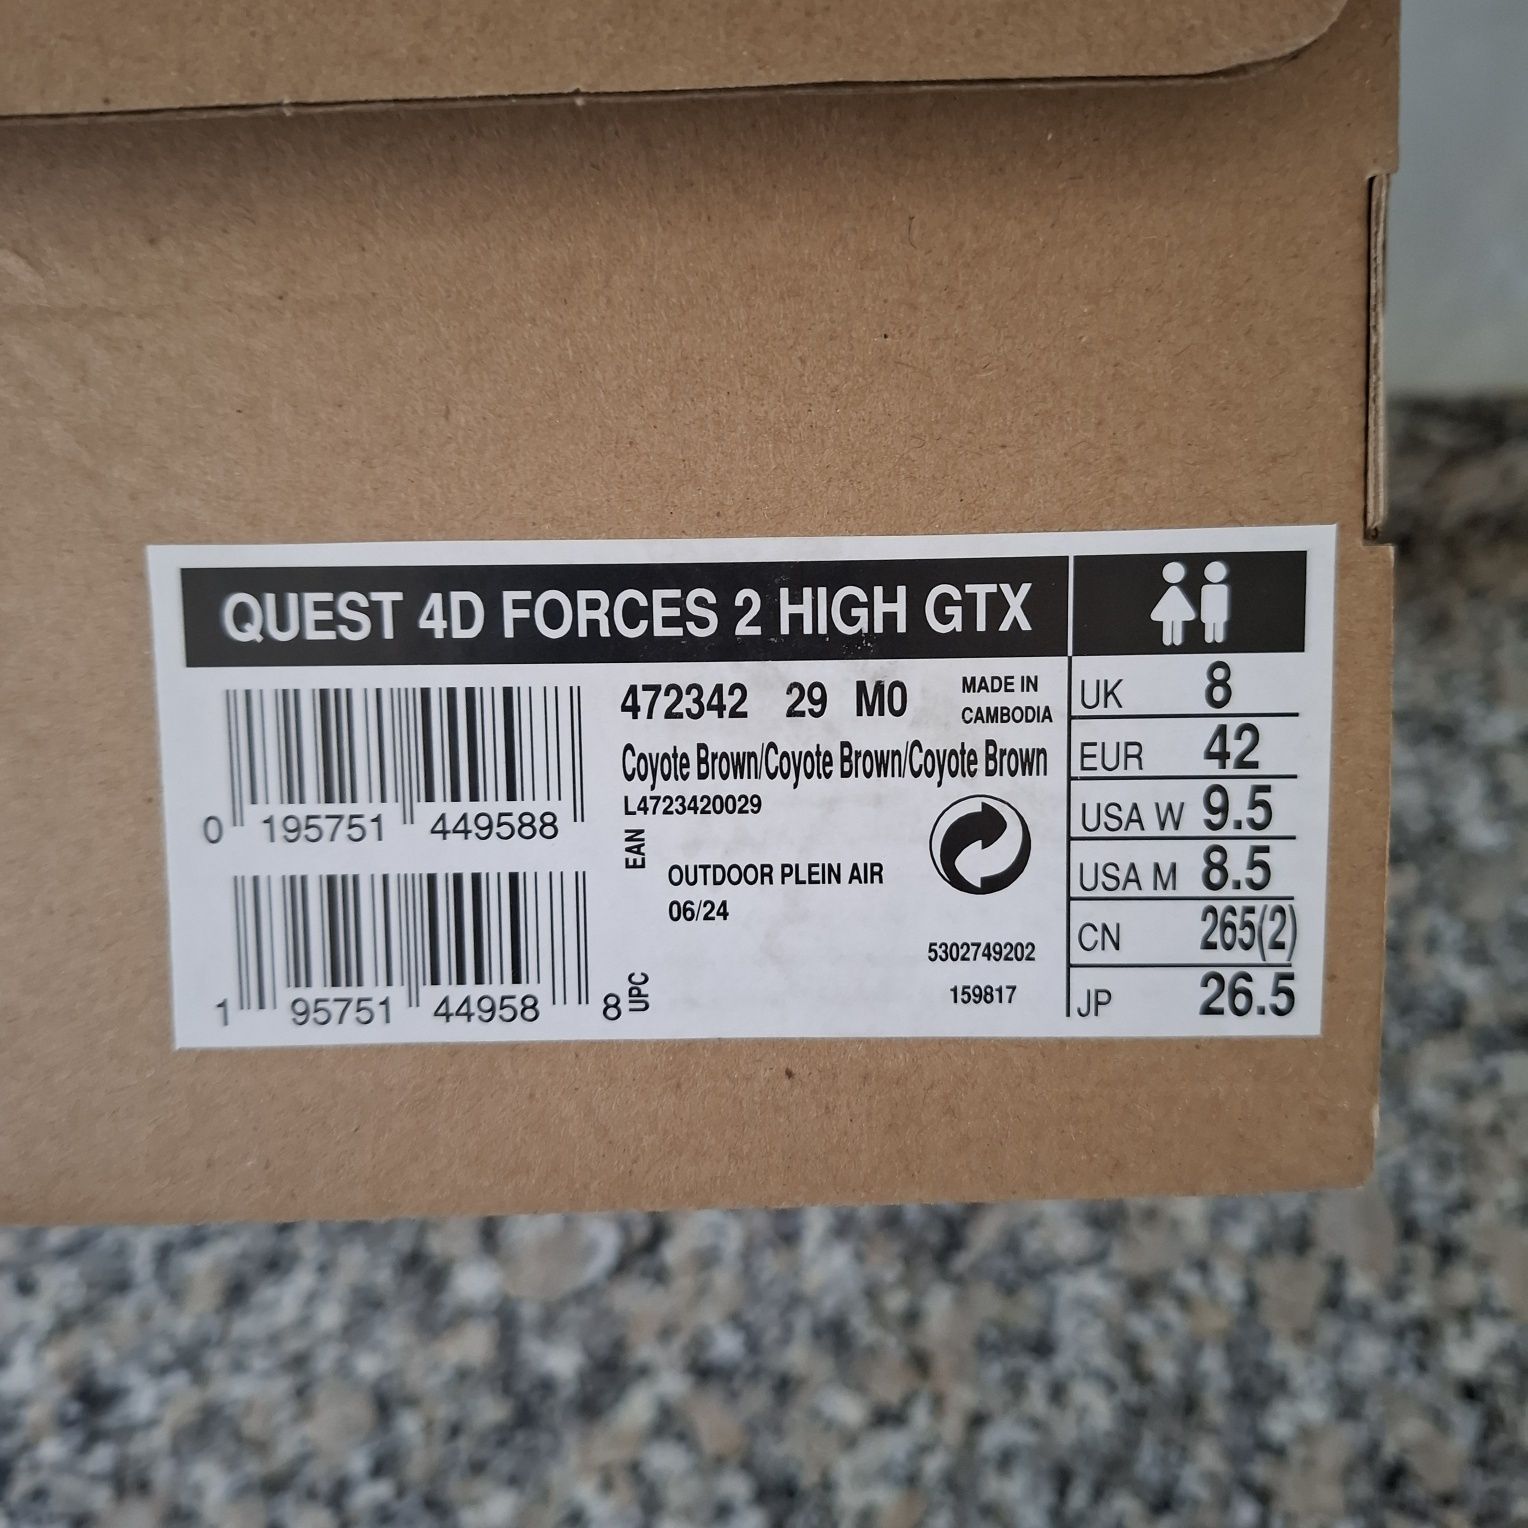 QUEST 4D FORCES 2 HIGH GTX
472342 29 M0
MADE IN
CAMBODIA
Coyote Brown/Coyote Brown/Coyote Brown
L4723420029
0 195751 449588
EAN
OUTDOOR PLEIN AIR
06/24
1 95751 44958 8
UPC
5302749202
159817
UK 8
EUR 42
USA W 9.5
USA M 8.5
CN 265(2)
JP 26.5